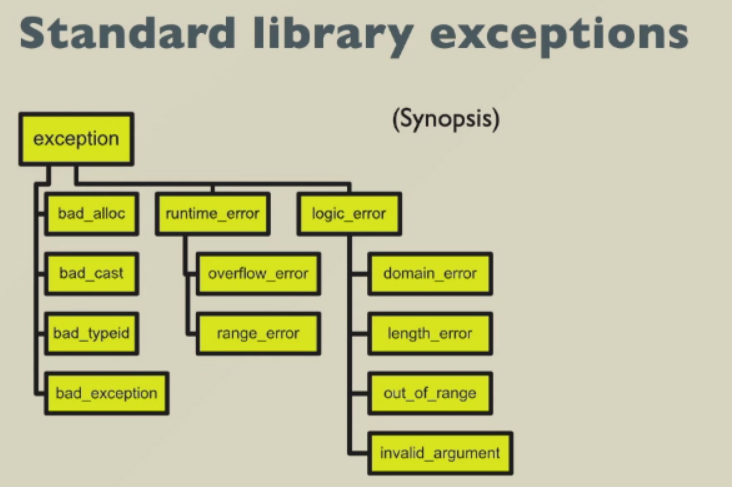 Standard library exceptions
(Synopsis)
exception
bad_alloc
runtime_error
logic_error
bad_cast
overflow_error
domain_error
bad_typeid
range_error
length_error
bad_exception
out_of_range
invalid_argument